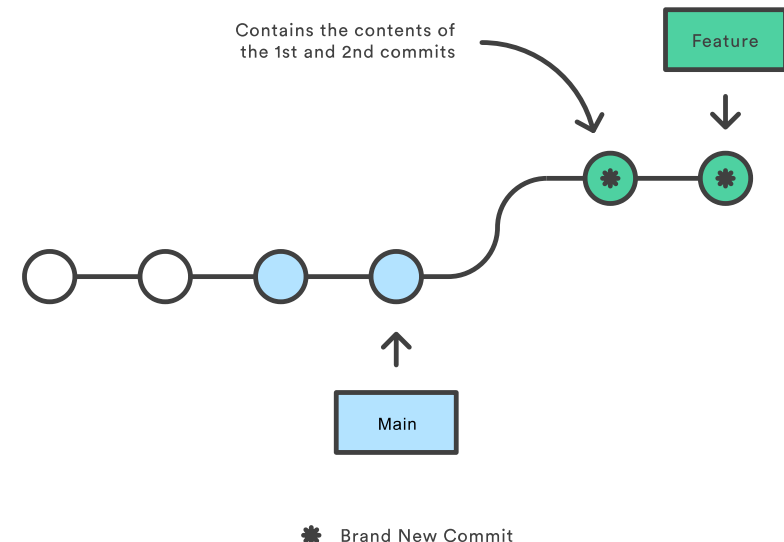 Contains the contents of
the 1st and 2nd commits
Feature
Main
Brand New Commit